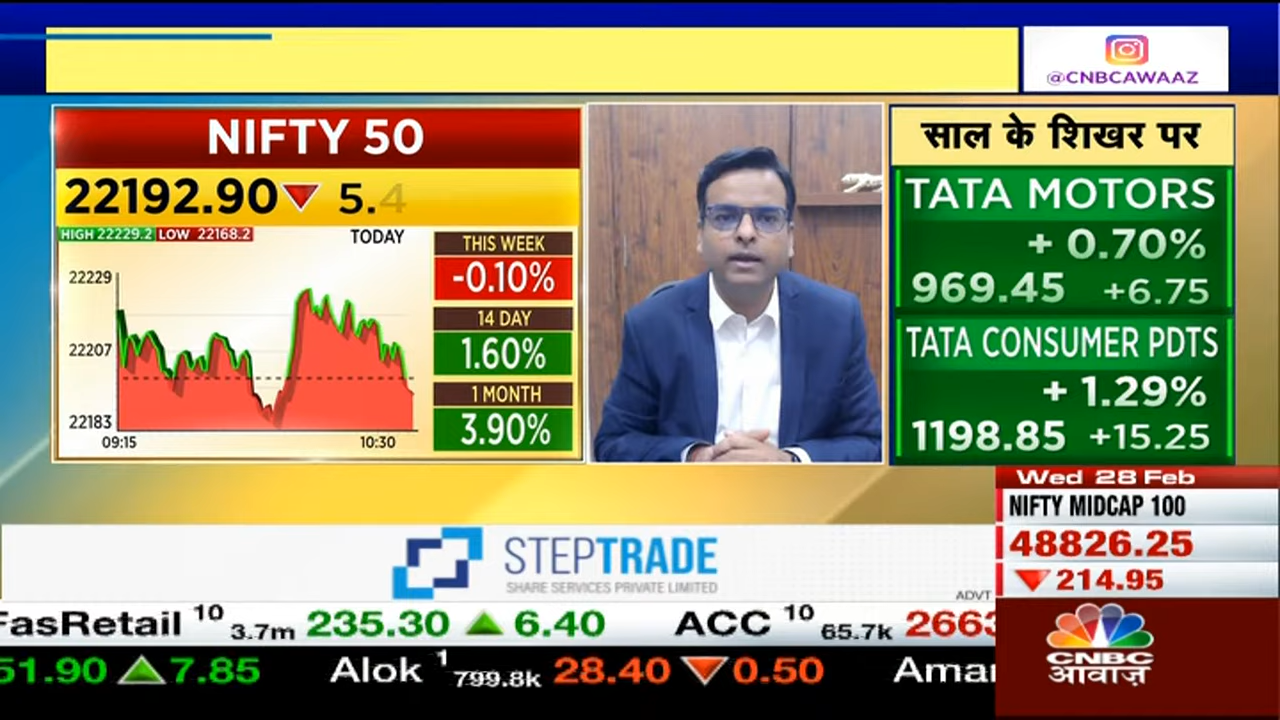 @CNBCAWAAZ
NIFTY 50
22192.90 ▼ 5.4
HIGH 22229.2 LOW 22168.2
TODAY
22229
22207
22183
09:15
10:30
THIS WEEK
-0.10%
14 DAY
1.60%
1 MONTH
3.90%
साल के शिखर पर
TATA MOTORS
+ 0.70%
969.45 +6.75
TATA CONSUMER PDTS
+ 1.29%
1198.85 +15.25
Wed 28 Feb
NIFTY MIDCAP 100
48826.25
▼ 214.95
STEPTRADE
SHARE SERVICES PRIVATE LIMITED
ADVT
FasRetail 10 3.7m 235.30 ▲ 6.40 ACC 10 65.7k 2663
51.90 ▲ 7.85 Alok 1 799.8k 28.40 ▼ 0.50 Amar
CNBC
आवाज़